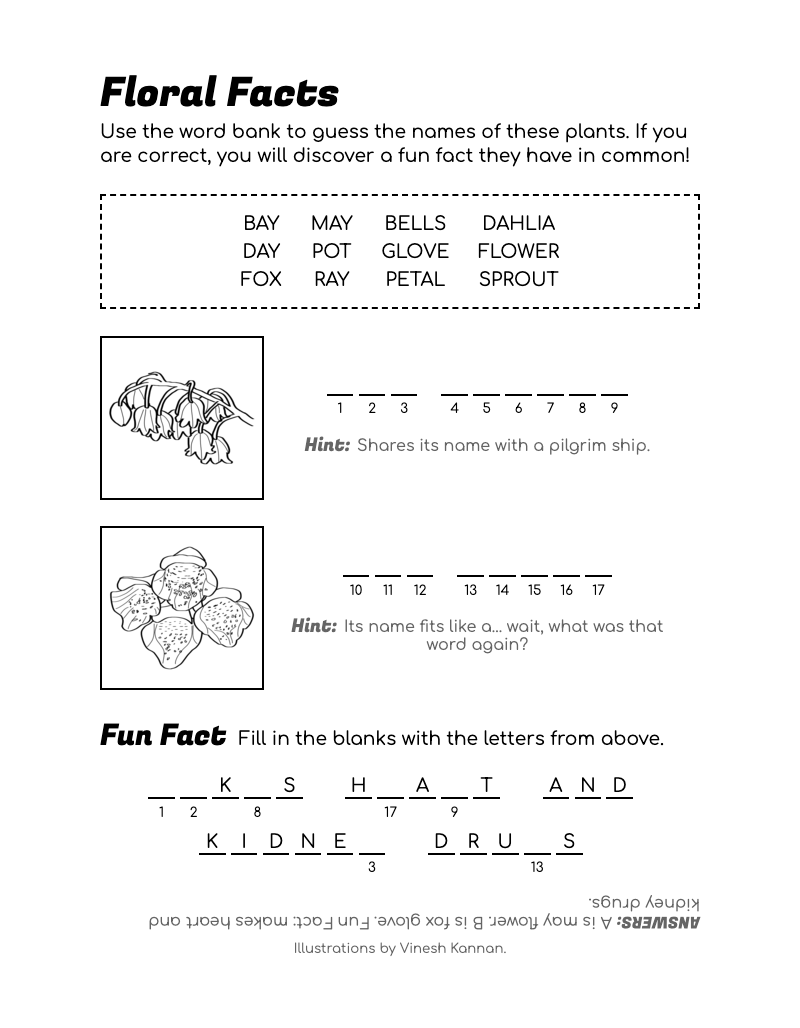 Floral Facts
Use the word bank to guess the names of these plants. If you
are correct, you will discover a fun fact they have in common!
BAY MAY BELLS DAHLIA
DAY POT GLOVE FLOWER
FOX RAY PETAL SPROUT
1 2 3 4 5 6 7 8 9
Hint: Shares its name with a pilgrim ship.
10 11 12 13 14 15 16 17
Hint: Its name fits like a... wait, what was that
word again?
Fun Fact Fill in the blanks with the letters from above.
_ _ K _ S H _ A _ T A N D
1 2 8 17 9
K I D N E _ D R U _ S
3 13
ANSWERS: A is may flower. B is fox glove. Fun Fact: makes heart and
kidney drugs.
Illustrations by Vinesh Kannan.